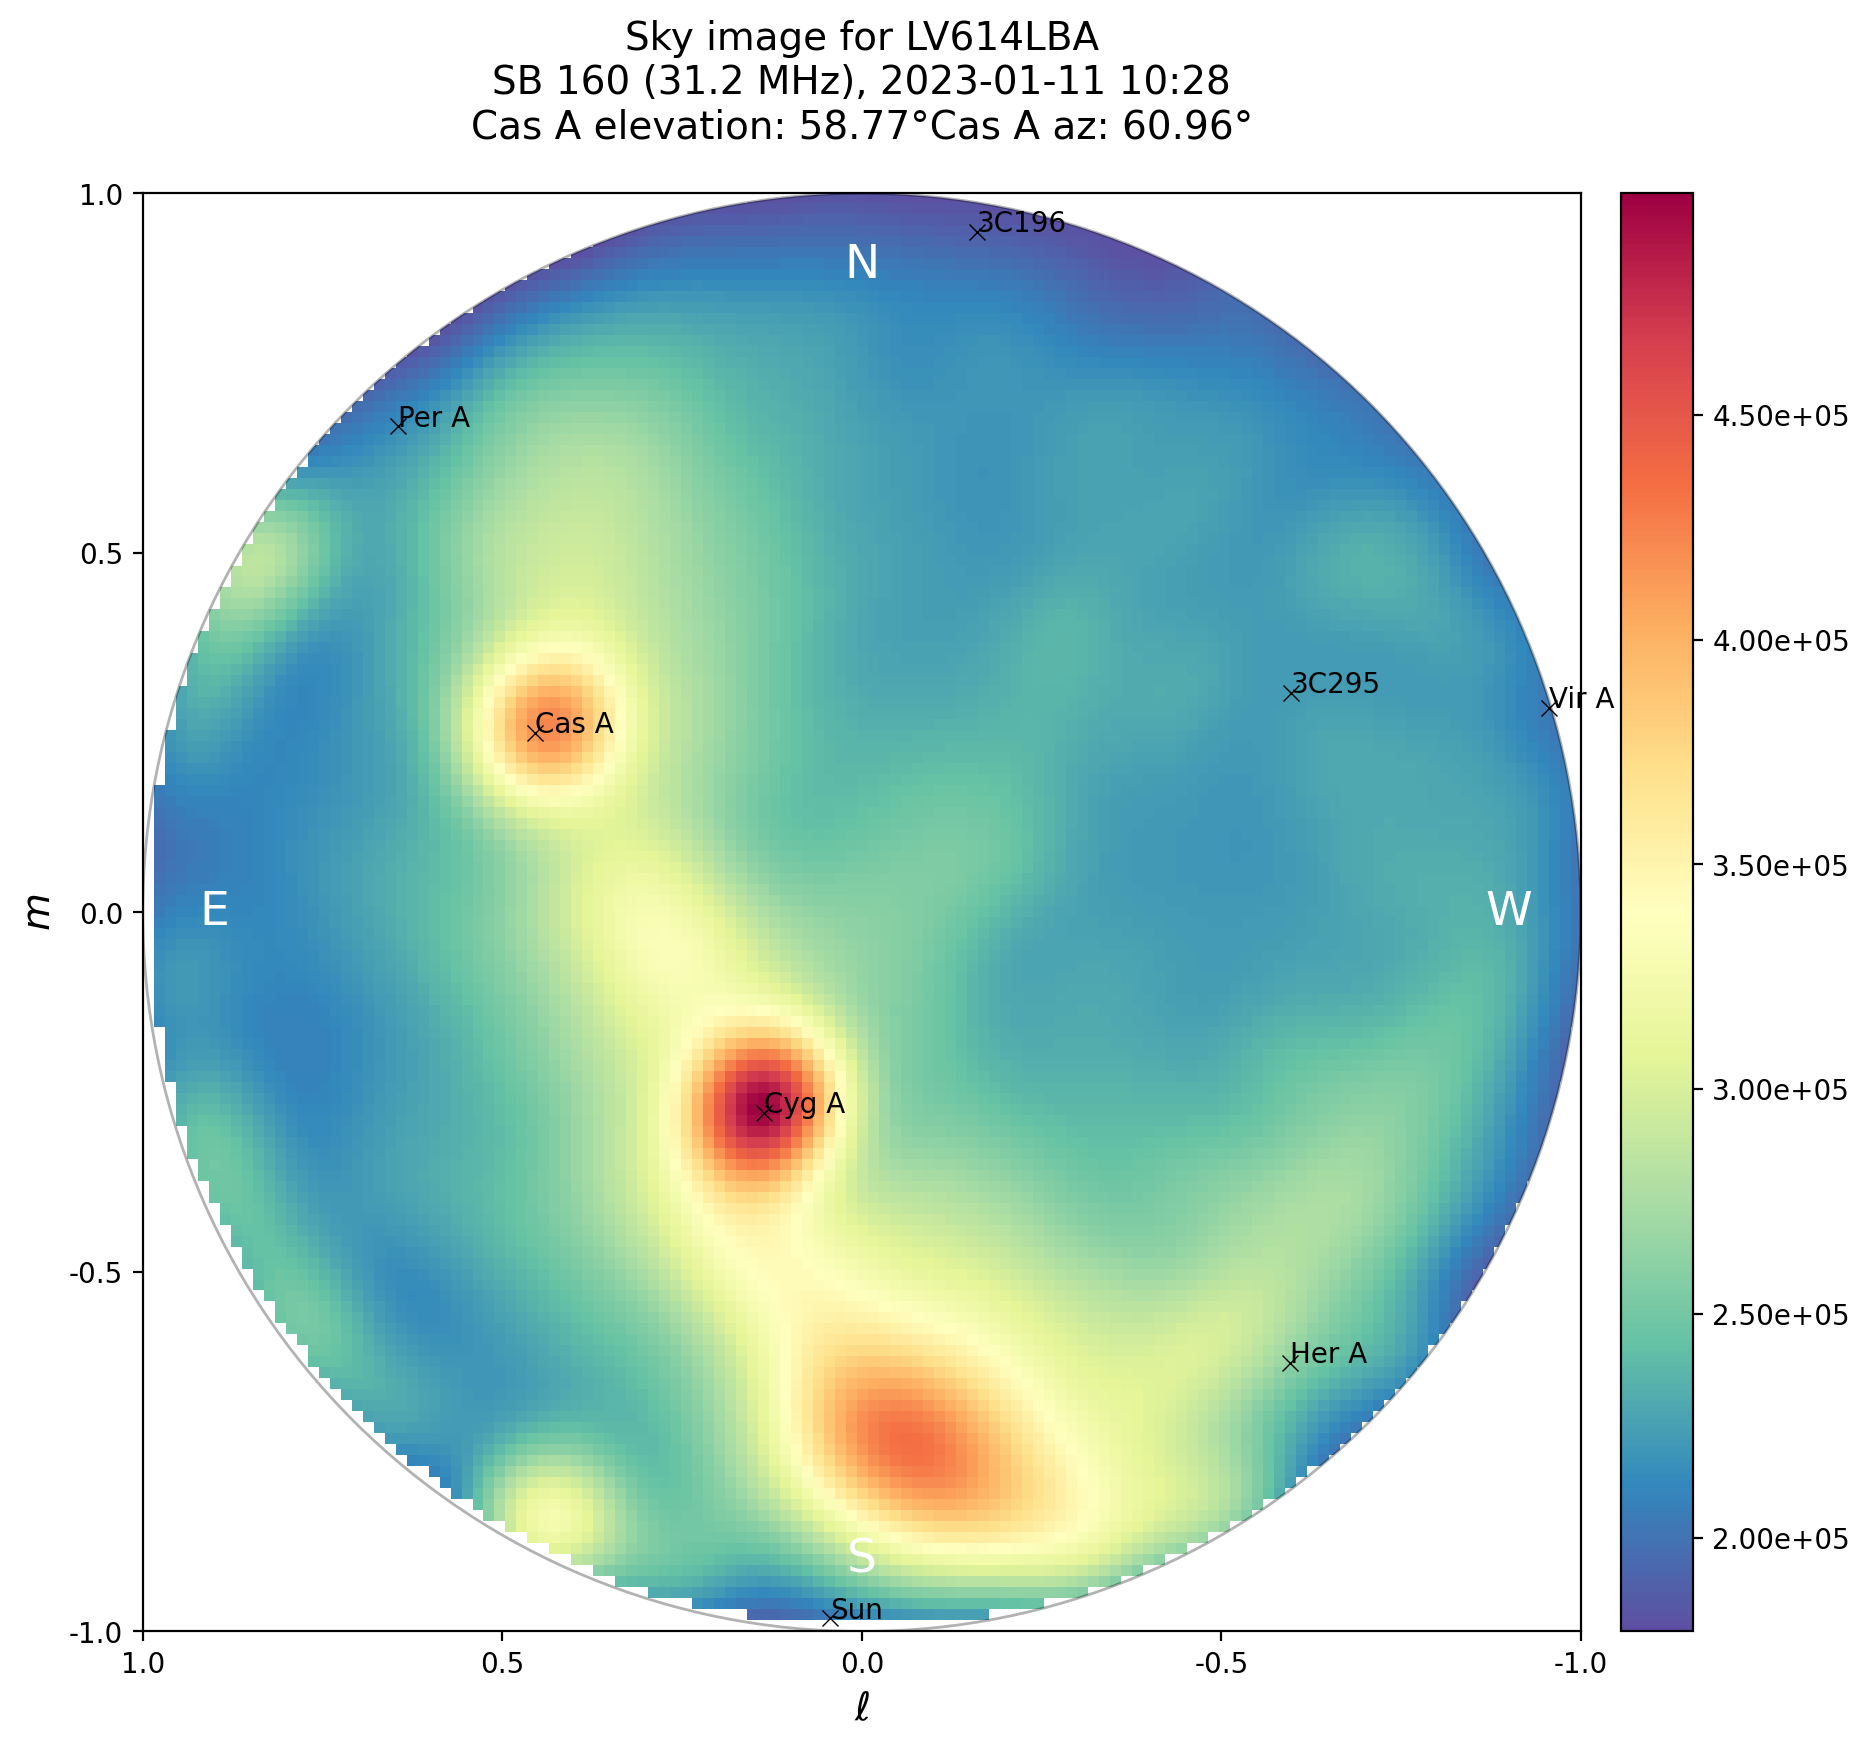 Sky image for LV614LBA
SB 160 (31.2 MHz), 2023-01-11 10:28
Cas A elevation: 58.77°Cas A az: 60.96°
1.0
0.5
0.0
-0.5
-1.0
m
3C196
N
Per A
Cas A
3C295
Vir A
E
W
Cyg A
Her A
S
Sun
1.0
0.5
0.0
-0.5
-1.0
ℓ
4.50e+05
4.00e+05
3.50e+05
3.00e+05
2.50e+05
2.00e+05